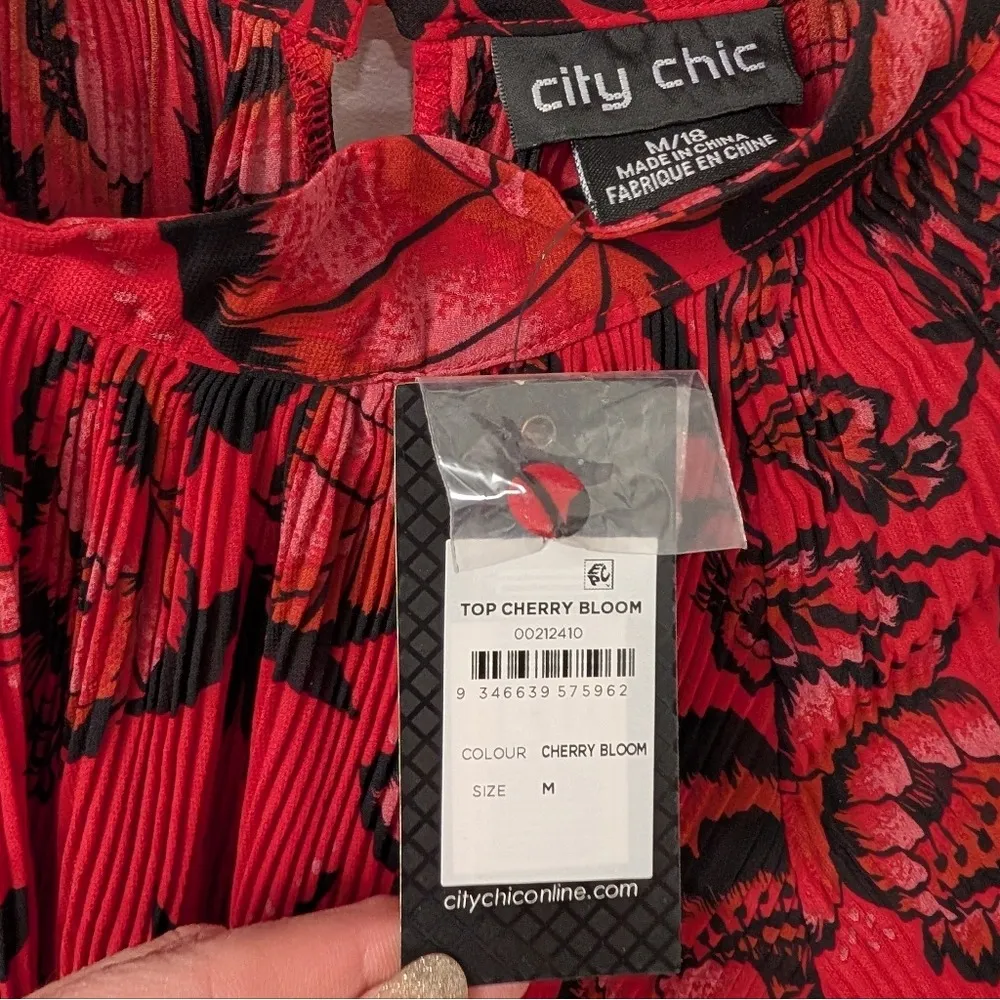 city chic
M/18
MADE IN CHINA
FABRIQUE EN CHINE
TOP CHERRY BLOOM
00212410
9 346639 575962
COLOUR CHERRY BLOOM
SIZE M
citychiconline.com